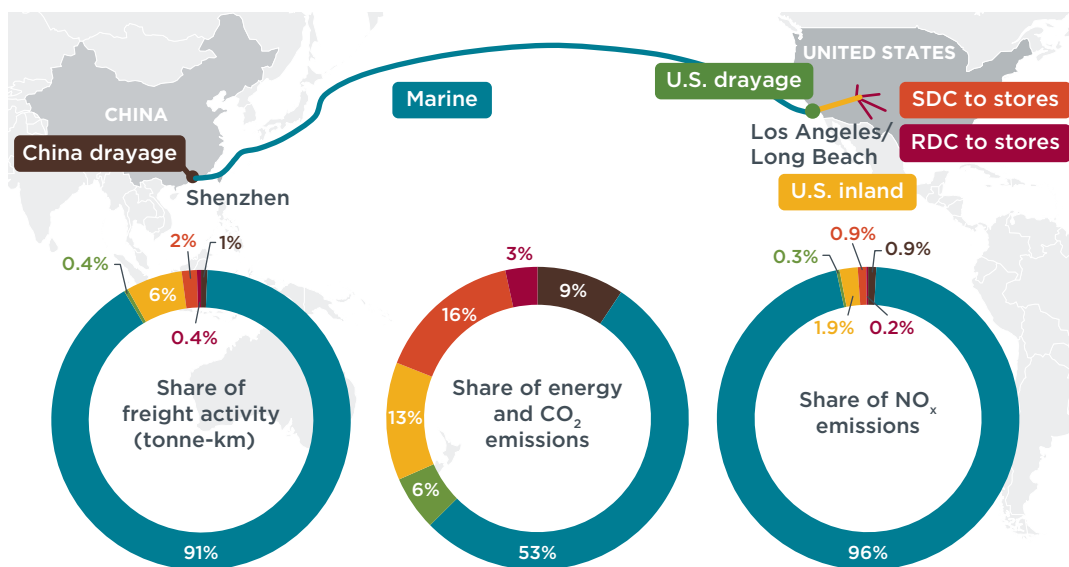 UNITED STATES
U.S. drayage
Marine
SDC to stores
CHINA
Los Angeles/
Long Beach
RDC to stores
China drayage
Shenzhen
U.S. inland
0.4%
6%
2%
1%
0.4%
Share of
freight activity
(tonne-km)
91%
3%
9%
16%
13%
6%
Share of energy
and CO₂
emissions
53%
0.3%
0.9%
0.9%
1.9%
0.2%
Share of NOₓ
emissions
96%